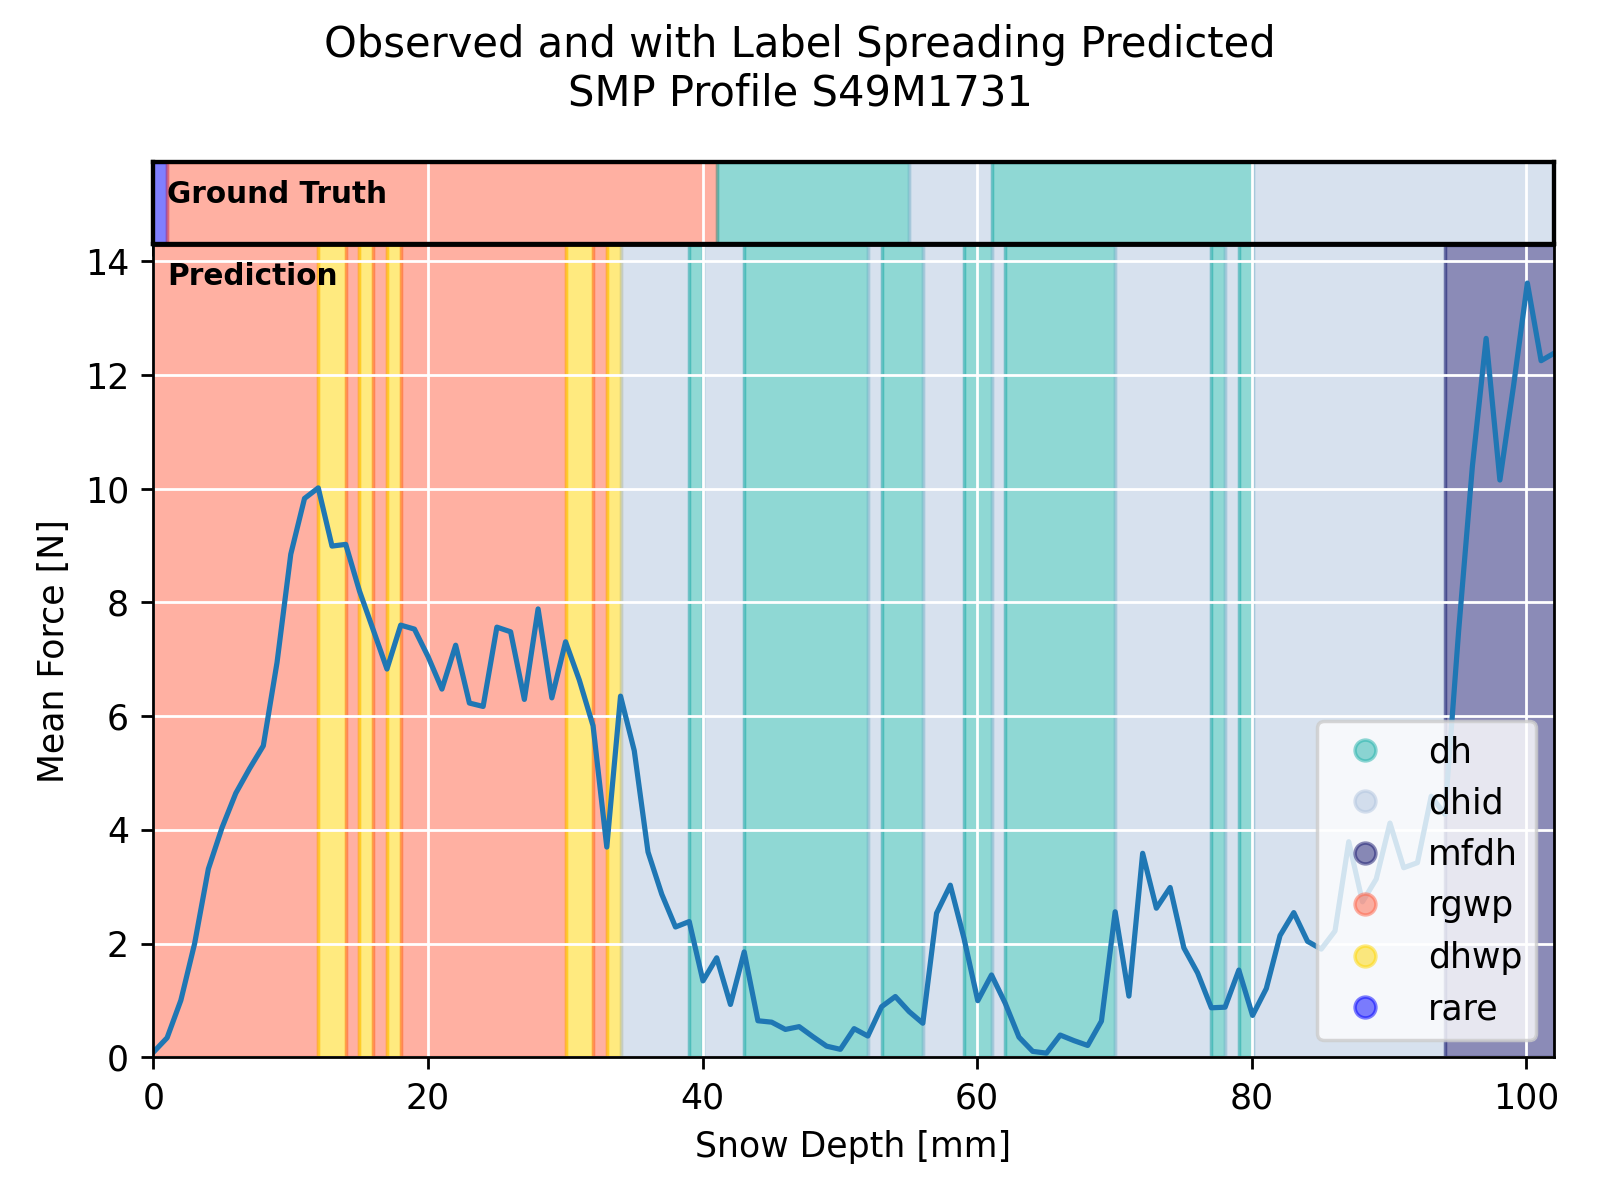 Observed and with Label Spreading Predicted
SMP Profile S49M1731
Ground Truth
Prediction
14
12
10
8
6
4
2
0
Mean Force [N]
dh
dhid
mfdh
rgwp
dhwp
rare
0 20 40 60 80 100
Snow Depth [mm]